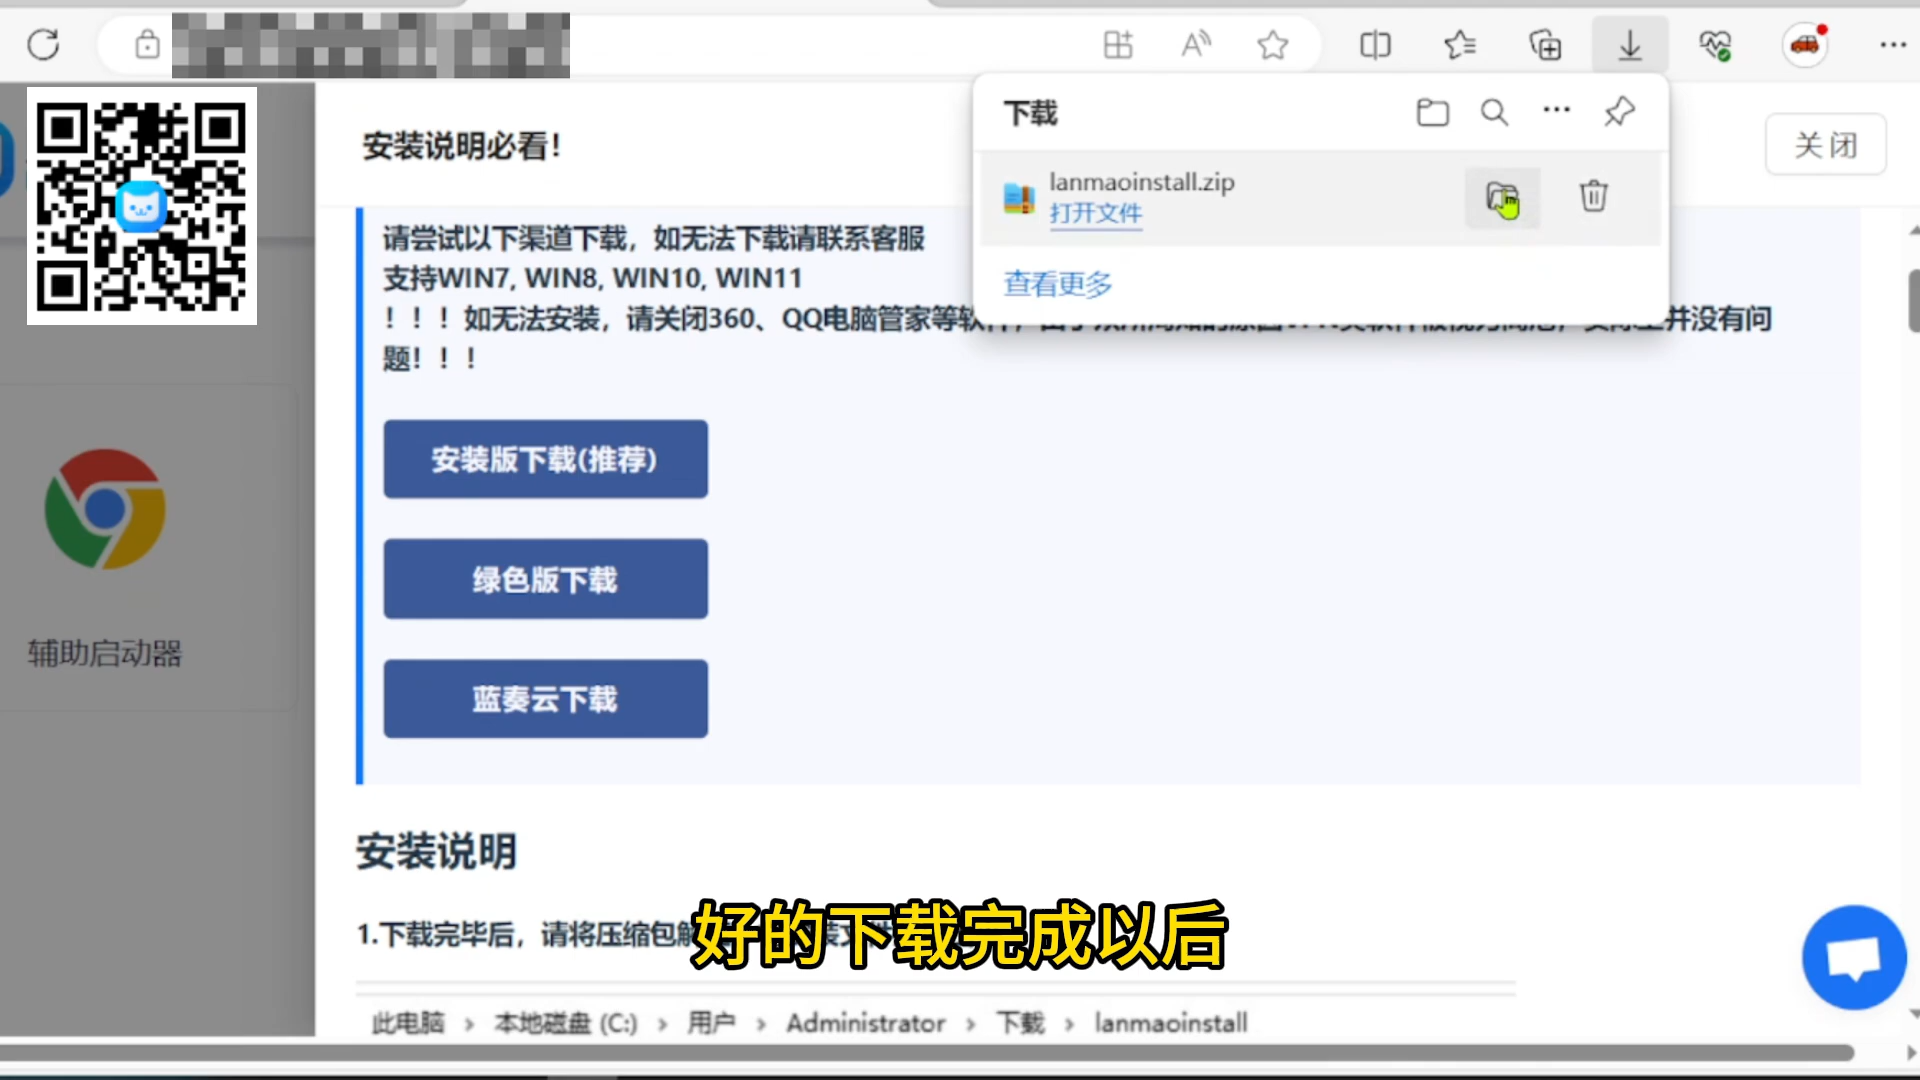 下载
安装说明必看！
关闭
lanmaoinstall.zip
打开文件
查看更多
请尝试以下渠道下载，如无法下载请联系客服
支持WIN7, WIN8, WIN10, WIN11
！！！如无法安装，请关闭360、QQ电脑管家等软件，
并没有问
题！！！
安装版下载(推荐)
绿色版下载
蓝奏云下载
辅助启动器
安装说明
1.下载完毕后，请将压缩包解
好的下载完成以后
此电脑 › 本地磁盘 (C:) › 用户 › Administrator › 下载 › lanmaoinstall